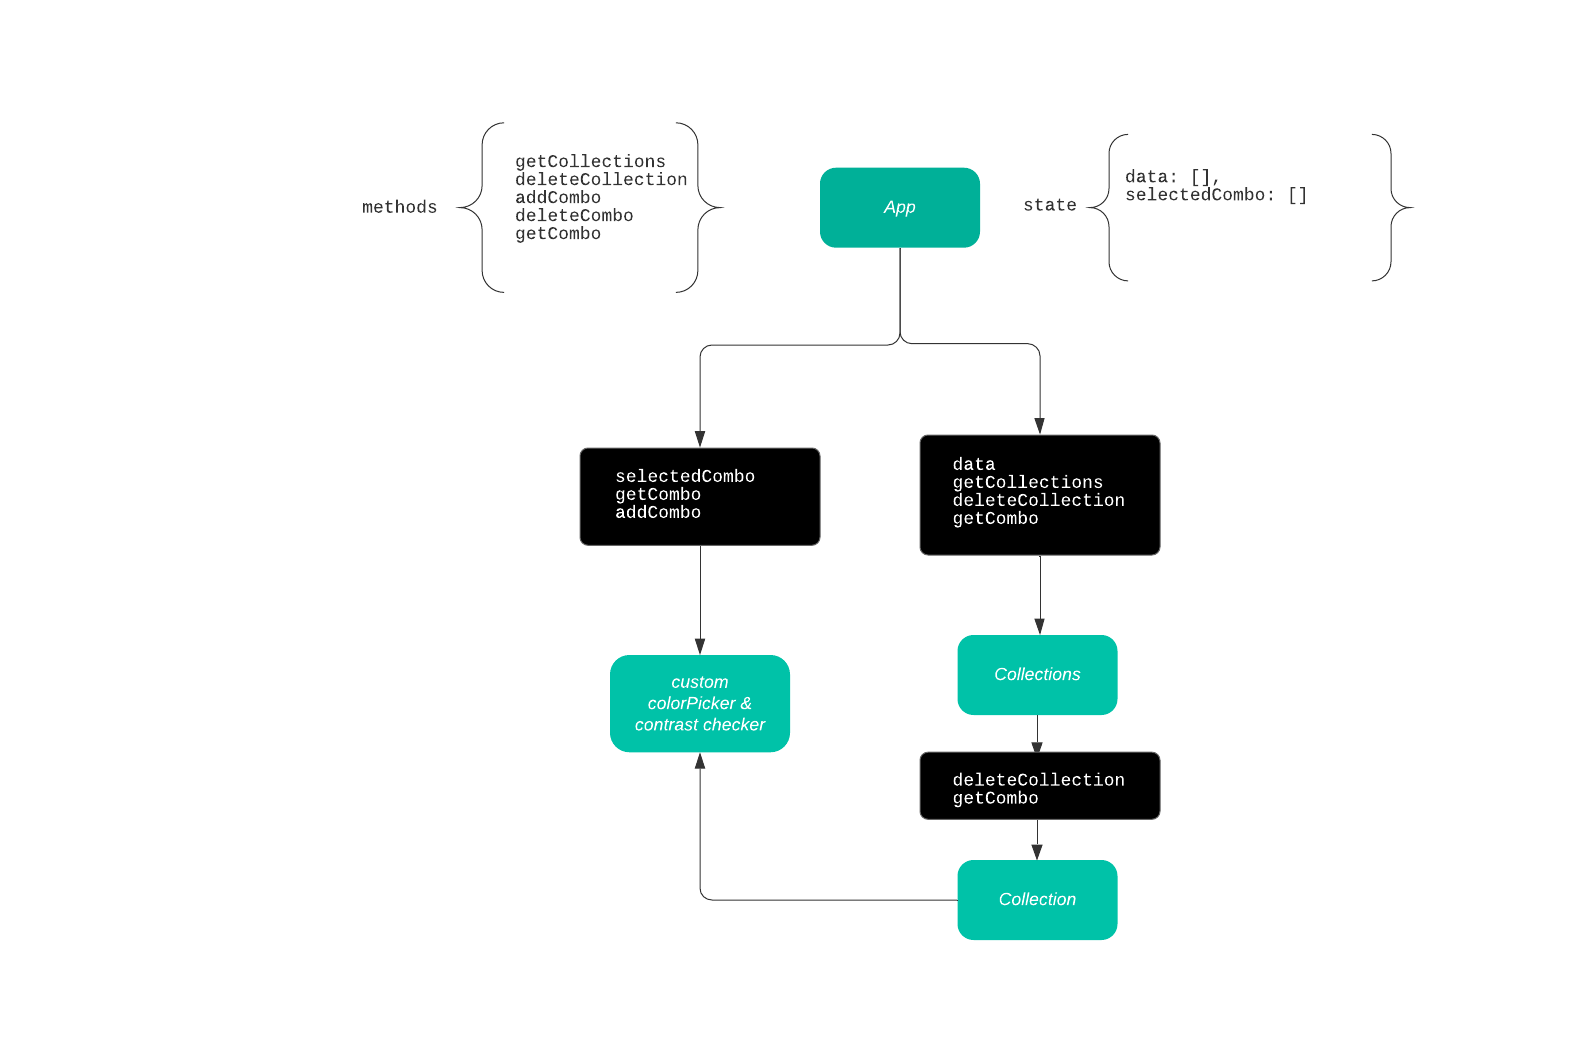 methods
getCollections
deleteCollection
addCombo
deleteCombo
getCombo
App
state
data: [],
selectedCombo: []
selectedCombo
getCombo
addCombo
data
getCollections
deleteCollection
getCombo
custom
colorPicker &
contrast checker
Collections
deleteCollection
getCombo
Collection